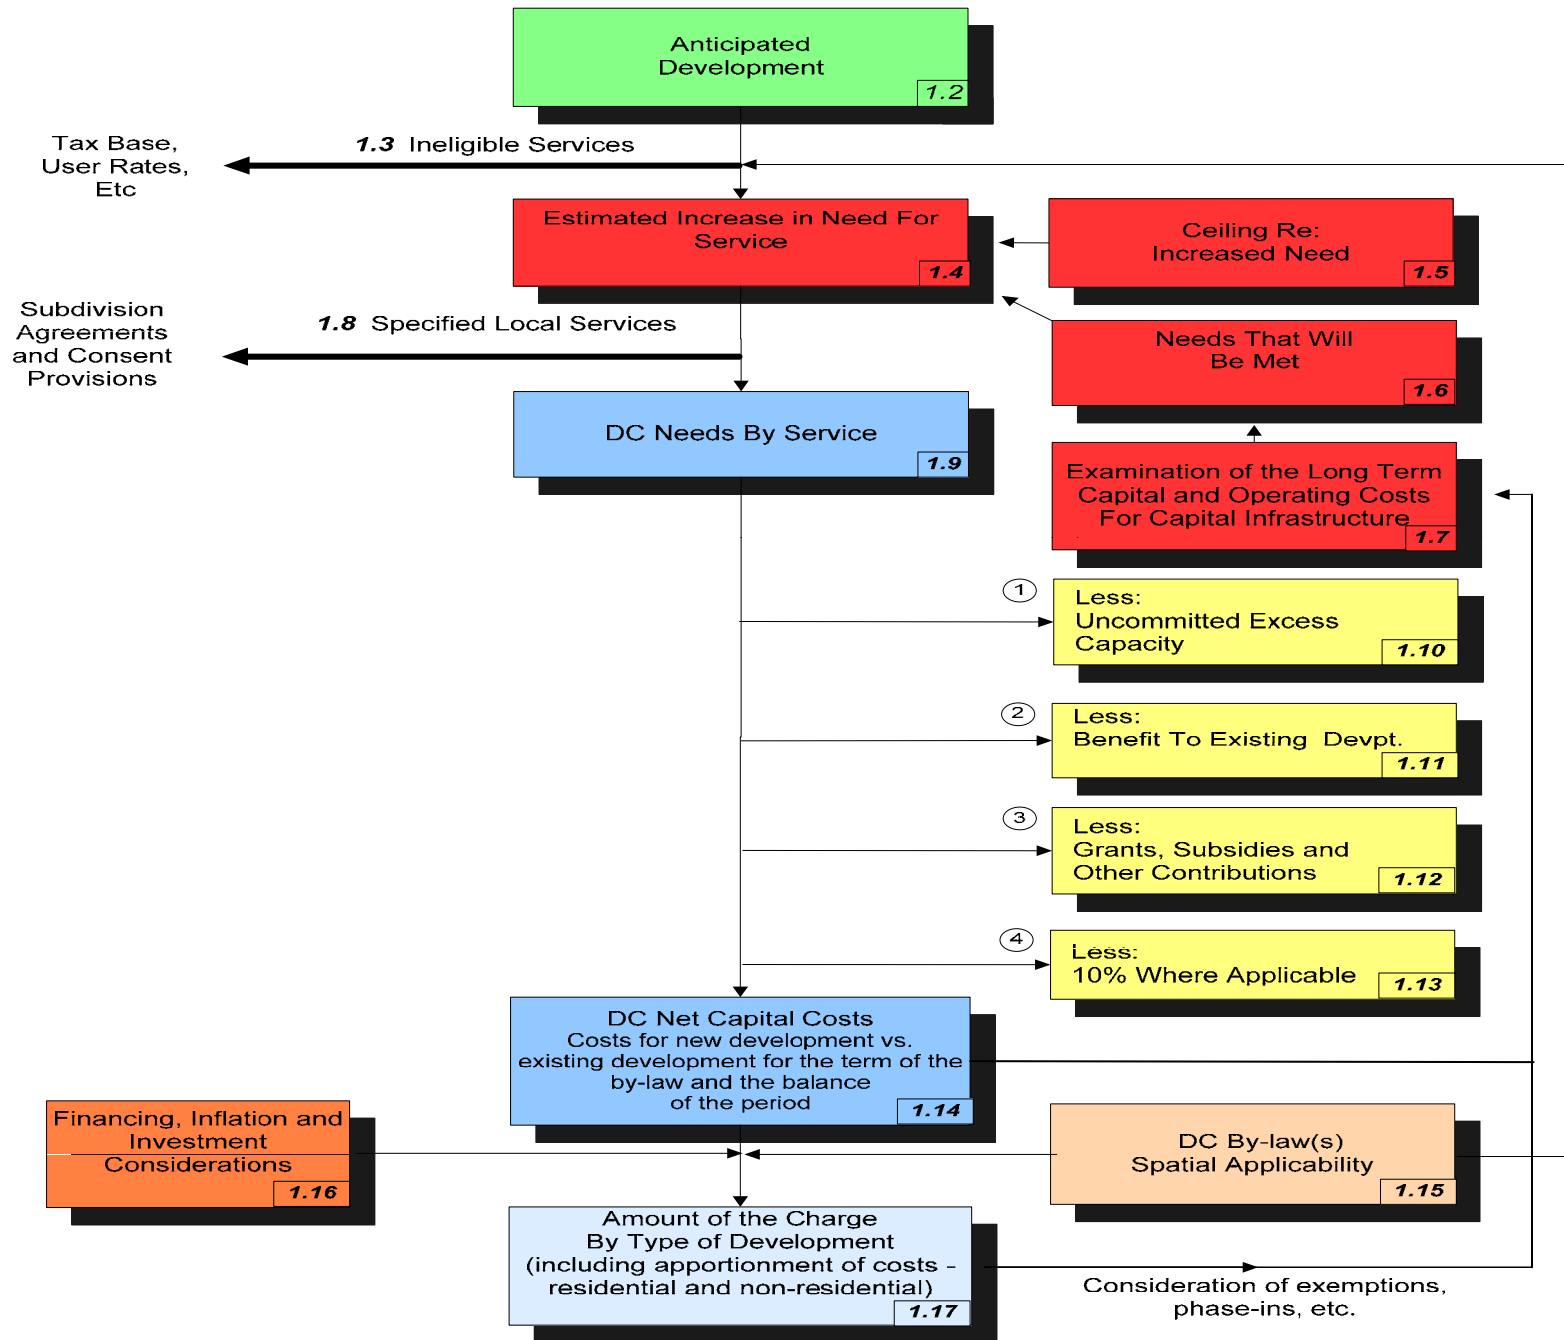 Anticipated
Development
1.2
Tax Base,
User Rates,
Etc
1.3 Ineligible Services
Estimated Increase in Need For
Service
1.4
Ceiling Re:
Increased Need
1.5
Subdivision
Agreements
and Consent
Provisions
1.8 Specified Local Services
Needs That Will
Be Met
1.6
DC Needs By Service
1.9
Examination of the Long Term
Capital and Operating Costs
For Capital Infrastructure
1.7
1
Less:
Uncommitted Excess
Capacity
1.10
2
Less:
Benefit To Existing Devpt.
1.11
3
Less:
Grants, Subsidies and
Other Contributions
1.12
4
Less:
10% Where Applicable
1.13
DC Net Capital Costs
Costs for new development vs.
existing development for the term of the
by-law and the balance
of the period
1.14
Financing, Inflation and
Investment
Considerations
1.16
DC By-law(s)
Spatial Applicability
1.15
Amount of the Charge
By Type of Development
(including apportionment of costs -
residential and non-residential)
1.17
Consideration of exemptions,
phase-ins, etc.